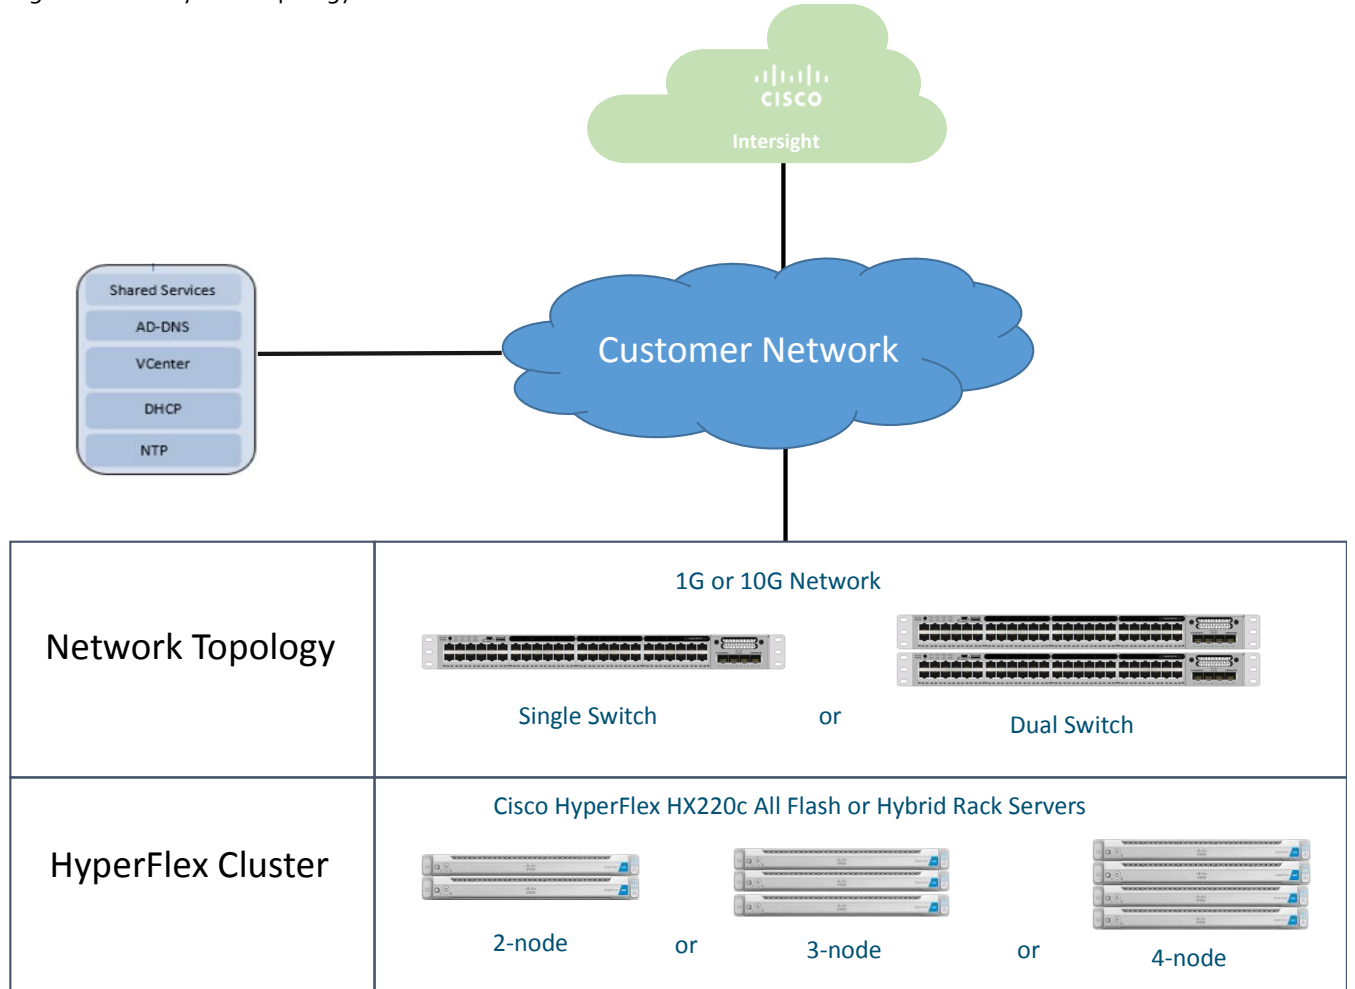 CISCO
Intersight
Shared Services
AD-DNS
VCenter
DHCP
NTP
Customer Network
Network Topology
1G or 10G Network
Single Switch
or
Dual Switch
HyperFlex Cluster
Cisco HyperFlex HX220c All Flash or Hybrid Rack Servers
2-node
or
3-node
or
4-node